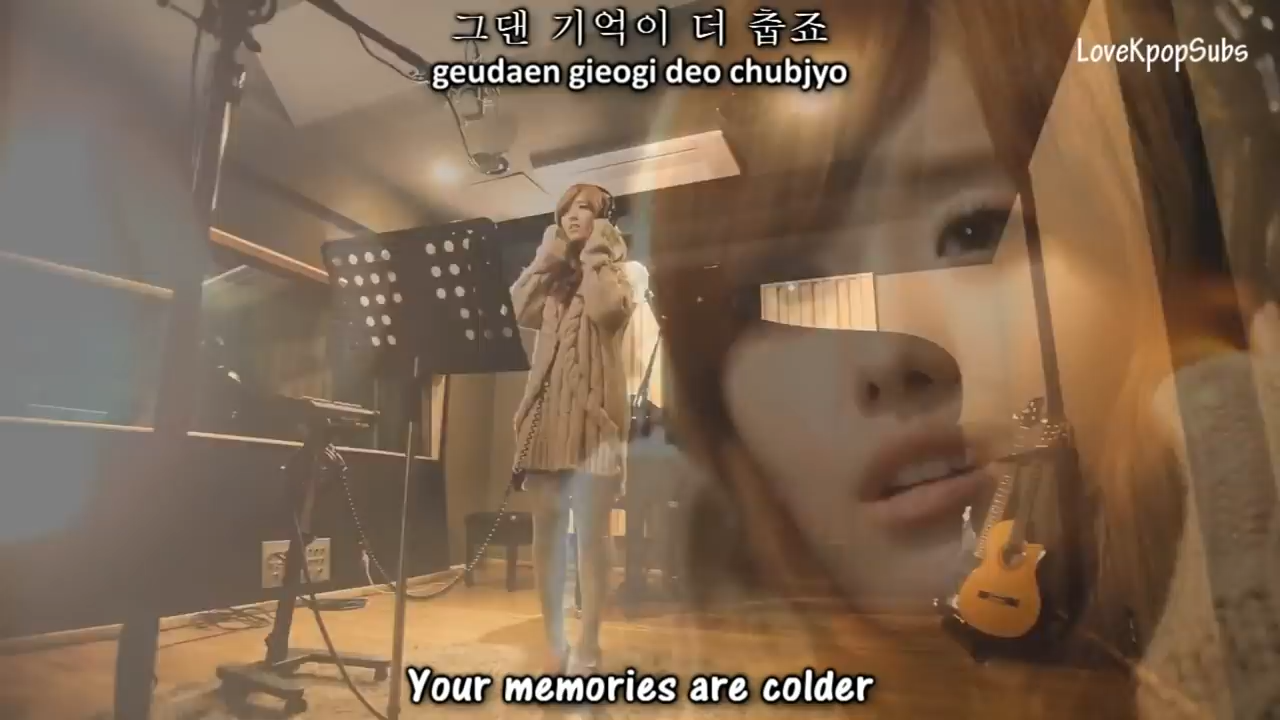 그댄 기억이 더 춥죠
LoveKpopSubs
geudaen gieogi deo chubjyo
Your memories are colder